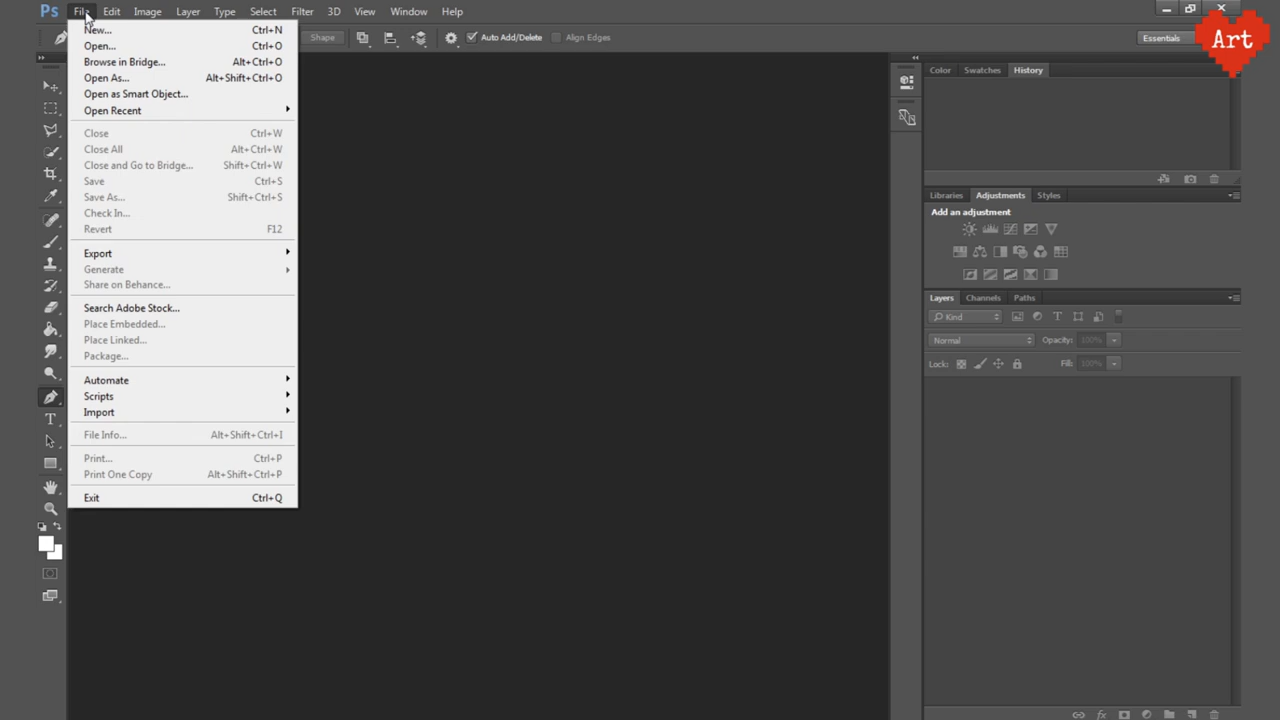 Ps File Edit Image Layer Type Select Filter 3D View Window Help
Shape Auto Add/Delete Align Edges Essentials
Art
New... Ctrl+N
Open... Ctrl+O
Browse in Bridge... Alt+Ctrl+O
Open As... Alt+Shift+Ctrl+O
Open as Smart Object...
Open Recent
Close Ctrl+W
Close All Alt+Ctrl+W
Close and Go to Bridge... Shift+Ctrl+W
Save Ctrl+S
Save As... Shift+Ctrl+S
Check In...
Revert F12
Export
Generate
Share on Behance...
Search Adobe Stock...
Place Embedded...
Place Linked...
Package...
Automate
Scripts
Import
File Info... Alt+Shift+Ctrl+I
Print... Ctrl+P
Print One Copy Alt+Shift+Ctrl+P
Exit Ctrl+Q
Color Swatches History
Libraries Adjustments Styles
Add an adjustment
Layers Channels Paths
Kind
Normal Opacity: 100%
Lock: Fill: 100%